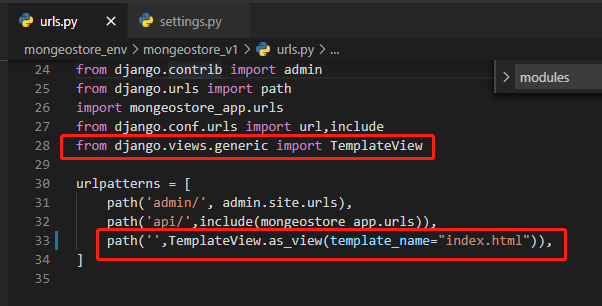 urls.py × settings.py
mongeostore_env > mongeostore_v1 > urls.py > ...
> modules
24 from django.contrib import admin
25 from django.urls import path
26 import mongeostore_app.urls
27 from django.conf.urls import url,include
28 from django.views.generic import TemplateView
29
30 urlpatterns = [
31 path('admin/', admin.site.urls),
32 path('api/',include(mongeostore_app.urls)),
33 path('',TemplateView.as_view(template_name="index.html")),
34 ]
35